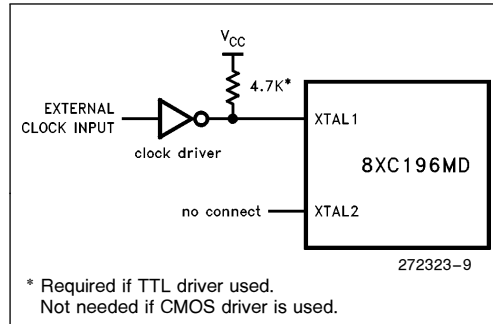 VCC
4.7K*
EXTERNAL
CLOCK INPUT
clock driver
XTAL1
8XC196MD
no connect
XTAL2
272323-9
* Required if TTL driver used.
Not needed if CMOS driver is used.